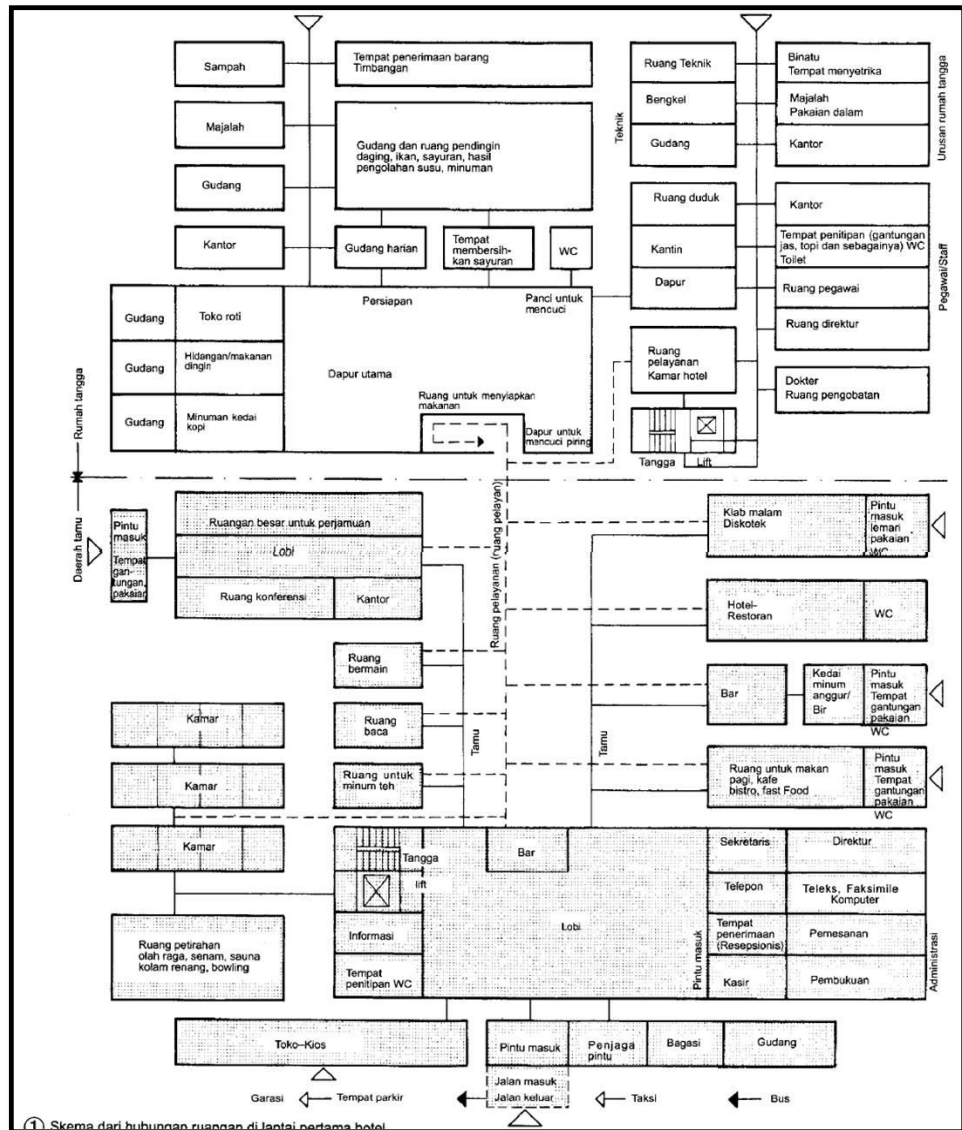 Sampah
Tempat penerimaan barang
Timbangan
Majalah
Gudang dan ruang pendingin
daging, ikan, sayuran, hasil
pengolahan susu, minuman
Gudang
Kantor
Gudang harian
Tempat
membersih-
kan sayuran
WC
Ruang Teknik
Binatu
Tempat menyetrika
Bengkel
Majalah
Pakaian dalam
Gudang
Kantor
Teknik
Urusan rumah tangga
Ruang duduk
Kantor
Kantin
Tempat penitipan (gantungan
jas, topi dan sebagainya) WC
Toilet
Dapur
Ruang pegawai
Ruang direktur
Pegawai/Staff
Ruang
pelayanan
Kamar hotel
Dokter
Ruang pengobatan
Tangga
Lift
Persiapan
Panci untuk
mencuci
Gudang
Toko roti
Gudang
Hidangan/makanan
dingin
Dapur utama
Gudang
Minuman kedai
kopi
Ruang untuk menyiapkan
makanan
Dapur untuk
mencuci piring
Rumah tangga
Daerah tamu
Pintu
masuk
Tempat
gan-
tungan
pakaian
Ruangan besar untuk perjamuan
Lobi
Ruang konferensi
Kantor
Ruang pelayanan (ruang pelayan)
Klab malam
Diskotek
Pintu
masuk
lemari
pakaian
WC
Hotel-
Restoran
WC
Ruang
bermain
Bar
Kedai
minum
anggur/
Bir
Pintu
masuk
Tempat
gantungan
pakaian
WC
Kamar
Ruang
baca
Tamu
Tamu
Kamar
Ruang untuk
minum teh
Ruang untuk makan
pagi, kafe
bistro, fast Food
Pintu
masuk
Tempat
gantungan
pakaian
WC
Kamar
Tangga
lift
Bar
Sekretaris
Direktur
Telepon
Teleks, Faksimile
Komputer
Informasi
Lobi
Tempat
penerimaan
(Resepsionis)
Pemesanan
Ruang petirahan
olah raga, senam, sauna
kolam renang, bowling
Tempat
penitipan WC
Pintu masuk
Kasir
Pembukuan
Administrasi
Toko–Kios
Pintu masuk
Penjaga
pintu
Bagasi
Gudang
Jalan masuk
Jalan keluar
Garasi
Tempat parkir
Taksi
Bus
1 Skema dari hubungan ruangan di lantai pertama hotel